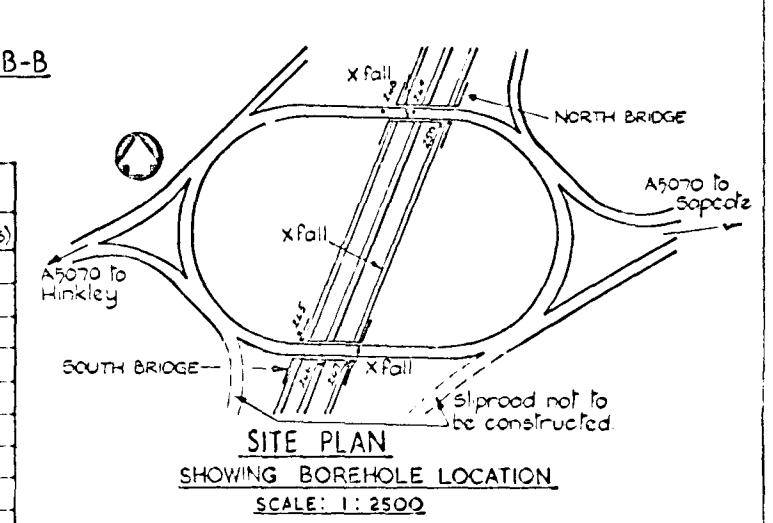 B-B
s)
X fall
NORTH BRIDGE
A5070 to
Sapcote
X fall
A5070 to
Hinkley
245
SOUTH BRIDGE
X fall
Sliproad not to
be constructed.
SITE PLAN
SHOWING BOREHOLE LOCATION
SCALE: 1:2500